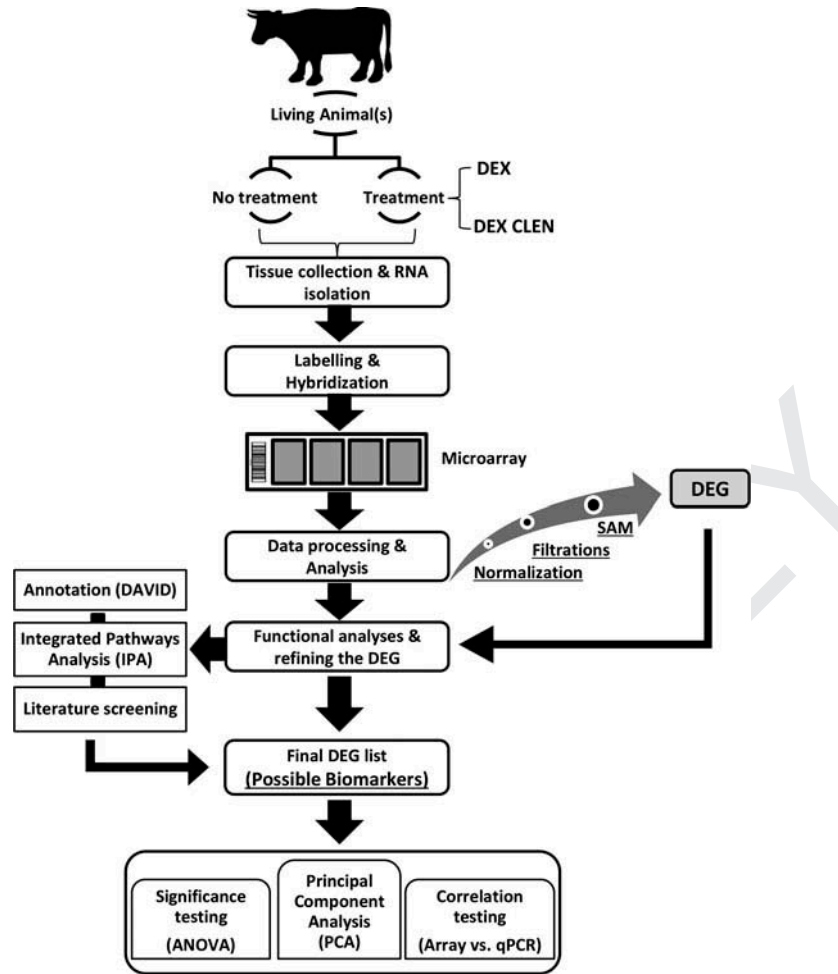 Living Animal(s)
No treatment
Treatment
DEX
DEX CLEN
Tissue collection & RNA
isolation
Labelling &
Hybridization
Microarray
Data processing &
Analysis
Normalization
Filtrations
SAM
DEG
Functional analyses &
refining the DEG
Annotation (DAVID)
Integrated Pathways
Analysis (IPA)
Literature screening
Final DEG list
(Possible Biomarkers)
Significance
testing
(ANOVA)
Principal
Component
Analysis
(PCA)
Correlation
testing
(Array vs. qPCR)